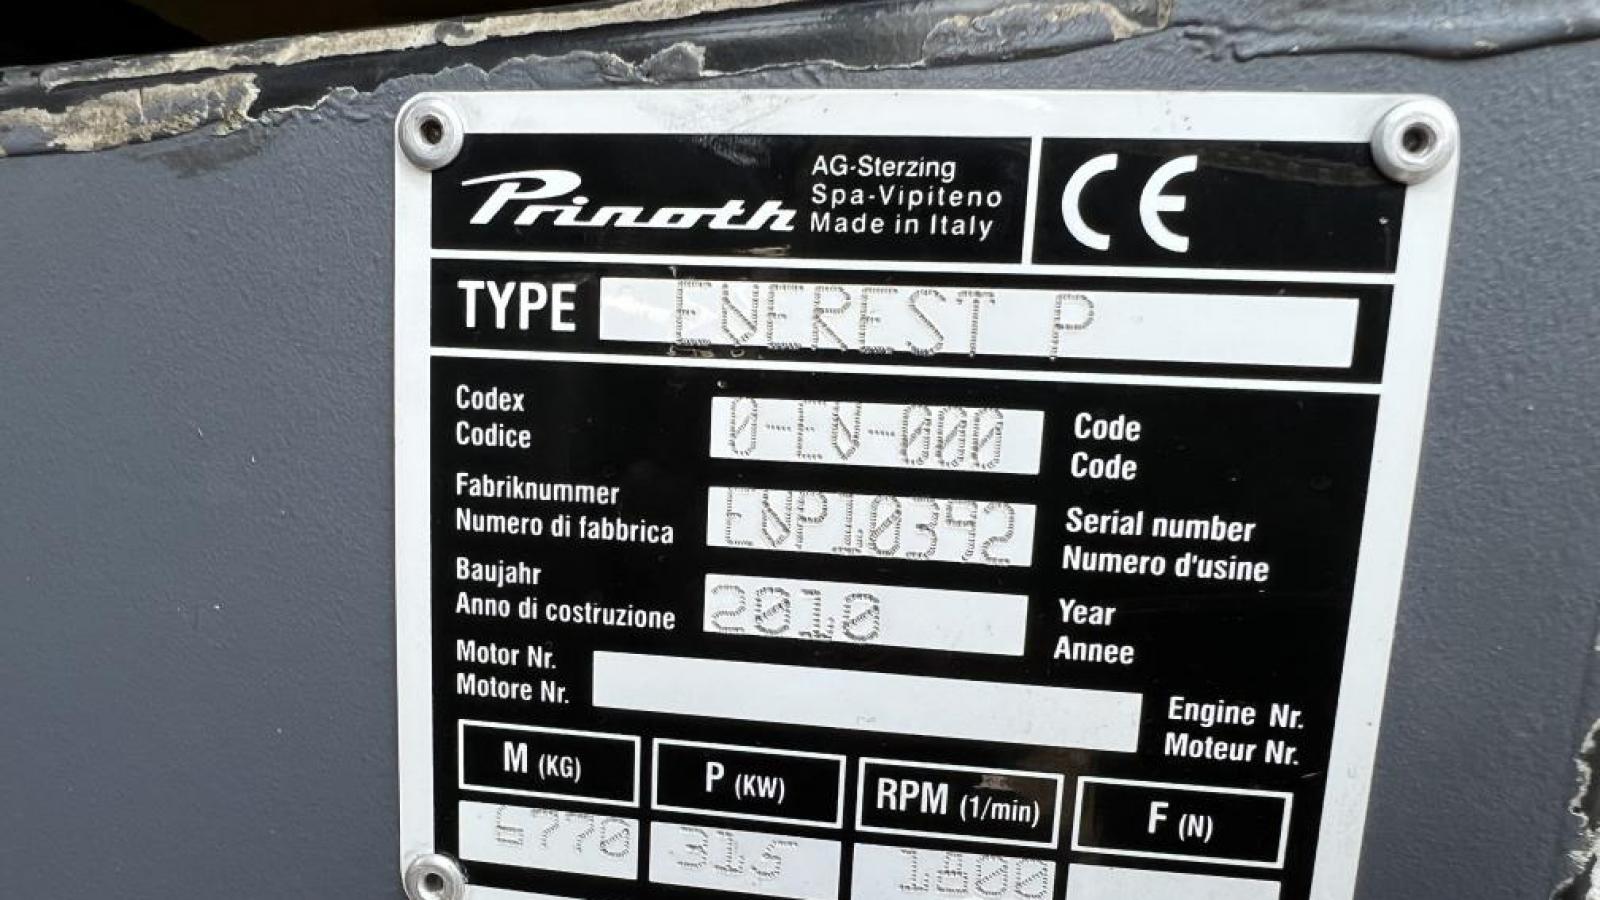 Prinoth
AG-Sterzing
Spa-Vipiteno
Made in Italy
CE
TYPE EVEREST P
Codex
Codice
0-EV-000
Code
Code
Fabriknummer
Numero di fabbrica
Serial number
Numero d'usine
Baujahr
Anno di costruzione
2010
Year
Annee
Motor Nr.
Motore Nr.
Engine Nr.
Moteur Nr.
M (KG)
P (KW)
RPM (1/min)
F (N)
315